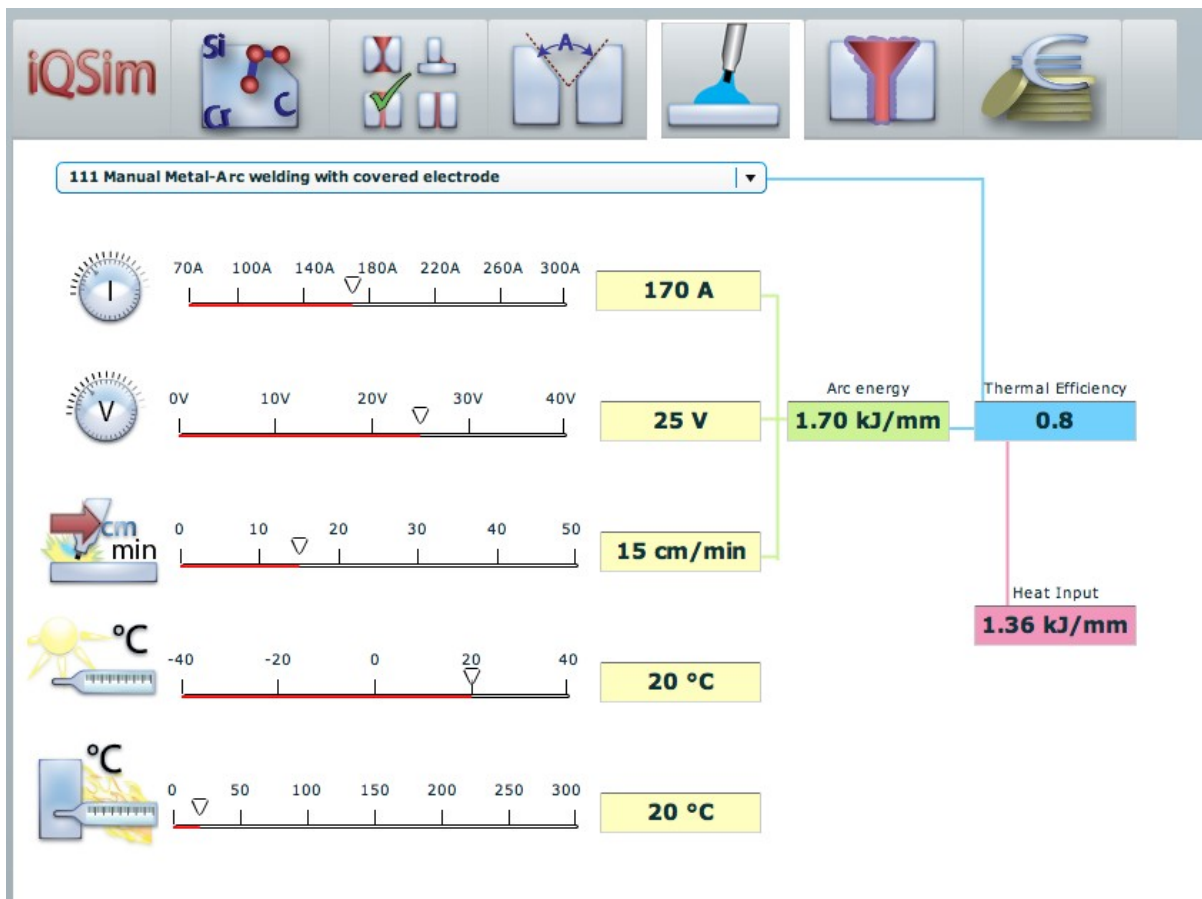 iQSim
Si
Cr
C
A
€
111 Manual Metal-Arc welding with covered electrode
I
70A 100A 140A 180A 220A 260A 300A
170 A
V
0V 10V 20V 30V 40V
25 V
Arc energy
1.70 kJ/mm
Thermal Efficiency
0.8
cm
min
0 10 20 30 40 50
15 cm/min
Heat Input
1.36 kJ/mm
°C
-40 -20 0 20 40
20 °C
°C
0 50 100 150 200 250 300
20 °C